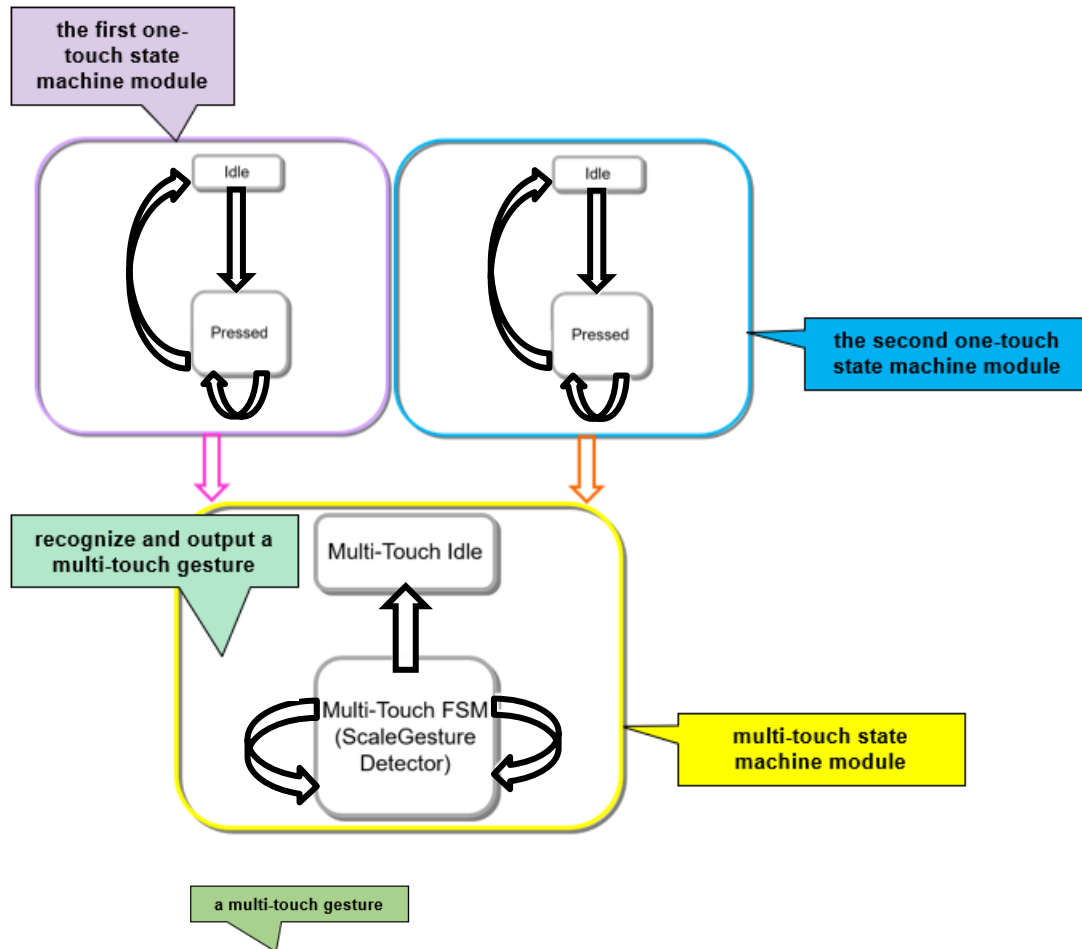 the first one-
touch state
machine module
Idle
Idle
Pressed
Pressed
the second one-touch
state machine module
recognize and output a
multi-touch gesture
Multi-Touch Idle
Multi-Touch FSM
(ScaleGesture
Detector)
multi-touch state
machine module
a multi-touch gesture